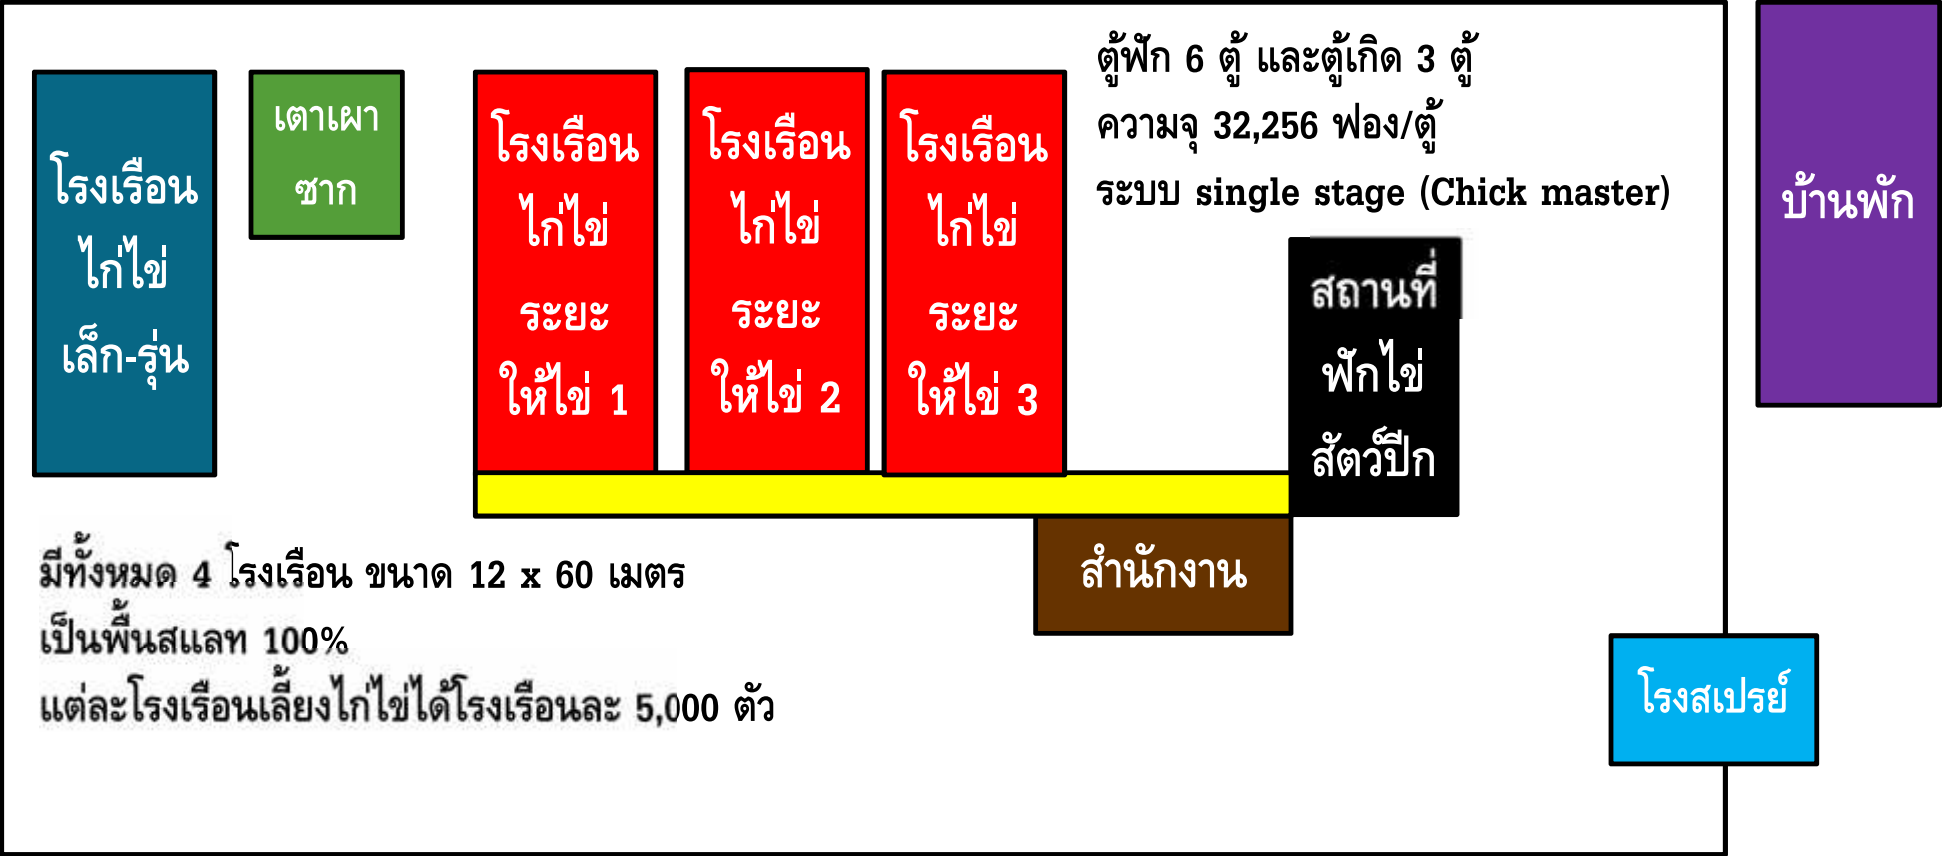 โรงเรือน
ไก่ไข่
เล็ก-รุ่น
เตาเผา
ซาก
โรงเรือน
ไก่ไข่
ระยะ
ให้ไข่ 1
โรงเรือน
ไก่ไข่
ระยะ
ให้ไข่ 2
โรงเรือน
ไก่ไข่
ระยะ
ให้ไข่ 3
ตู้ฟัก 6 ตู้ และตู้เกิด 3 ตู้
ความจุ 32,256 ฟอง/ตู้
ระบบ single stage (Chick master)
สถานที่
ฟักไข่
สัตว์ปีก
บ้านพัก
สำนักงาน
มีทั้งหมด 4 โรงเรือน ขนาด 12 x 60 เมตร
เป็นพื้นสแลท 100%
แต่ละโรงเรือนเลี้ยงไก่ไข่ได้โรงเรือนละ 5,000 ตัว
โรงสเปรย์